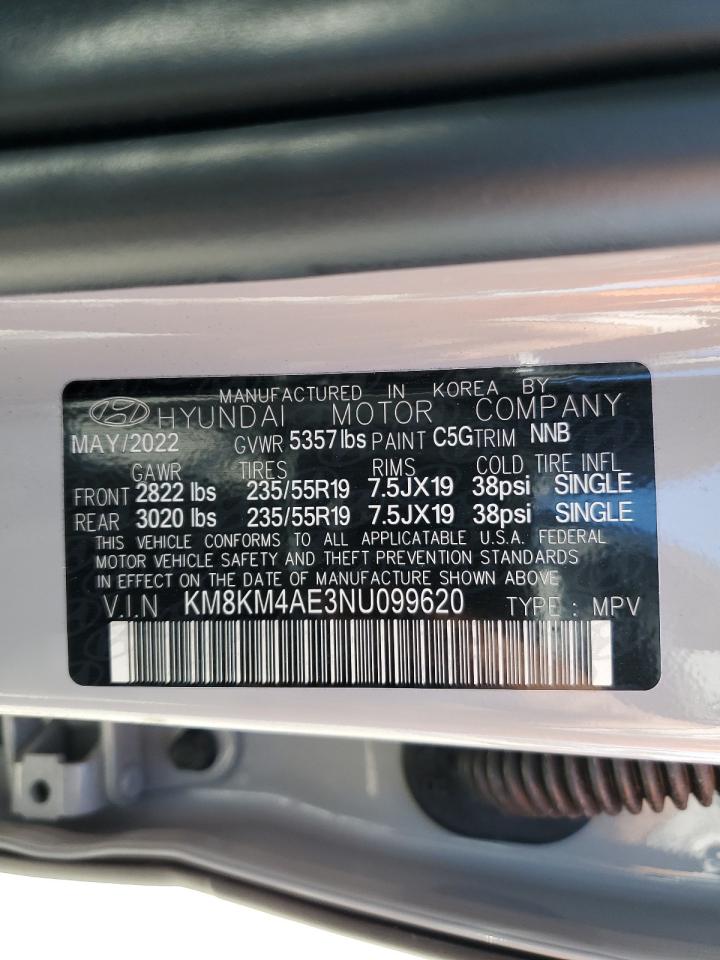 MANUFACTURED IN KOREA BY
HYUNDAI MOTOR COMPANY
MAY/2022 GVWR 5357 lbs PAINT C5G TRIM NNB
GAWR TIRES RIMS COLD TIRE INFL
FRONT 2822 lbs 235/55R19 7.5JX19 38psi SINGLE
REAR 3020 lbs 235/55R19 7.5JX19 38psi SINGLE
THIS VEHICLE CONFORMS TO ALL APPLICATABLE U.S.A. FEDERAL
MOTOR VEHICLE SAFETY AND THEFT PREVENTION STANDARDS
IN EFFECT ON THE DATE OF MANUFACTURE SHOWN ABOVE
V.I.N KM8KM4AE3NU099620 TYPE : MPV